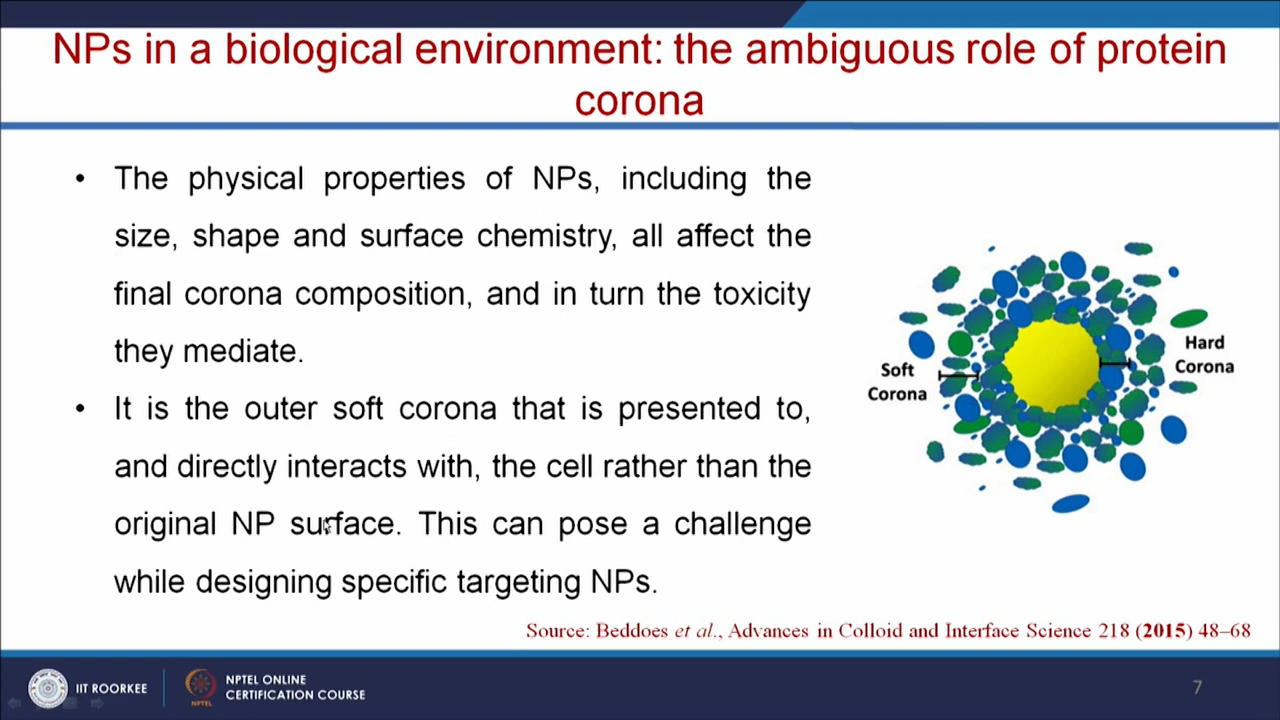 NPs in a biological environment: the ambiguous role of protein
corona
• The physical properties of NPs, including the
size, shape and surface chemistry, all affect the
final corona composition, and in turn the toxicity
they mediate.
• It is the outer soft corona that is presented to,
and directly interacts with, the cell rather than the
original NP surface. This can pose a challenge
while designing specific targeting NPs.
Soft
Corona
Hard
Corona
Source: Beddoes et al., Advances in Colloid and Interface Science 218 (2015) 48–68
IIT ROORKEE
NPTEL
NPTEL ONLINE
CERTIFICATION COURSE
7